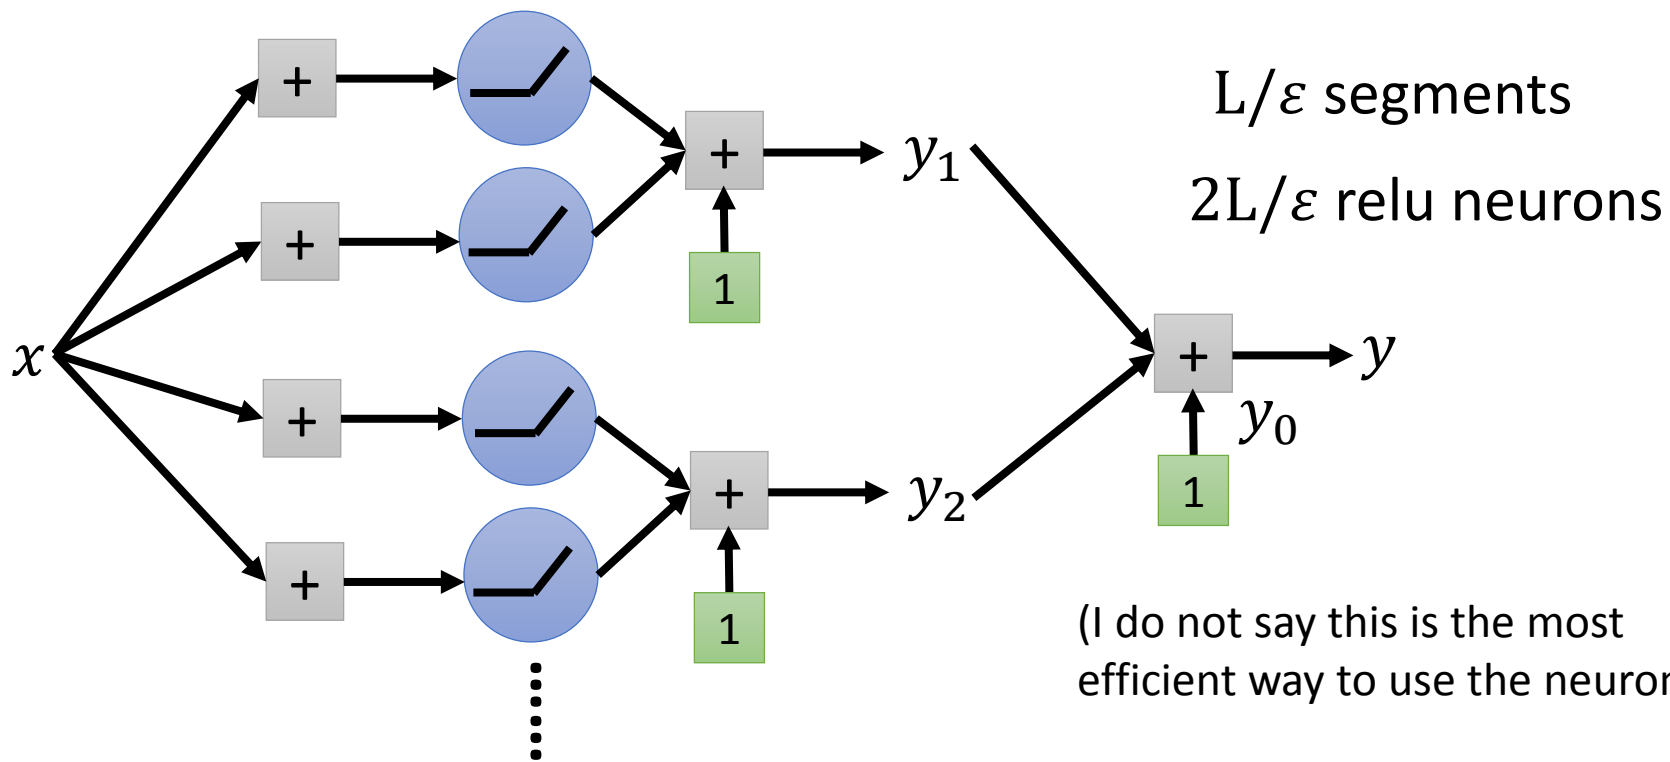 +
L/ε segments
+
y₁
2L/ε relu neurons
+
1
x
+
y
+
y₀
+
y₂
1
+
+
1
(I do not say this is the most
efficient way to use the